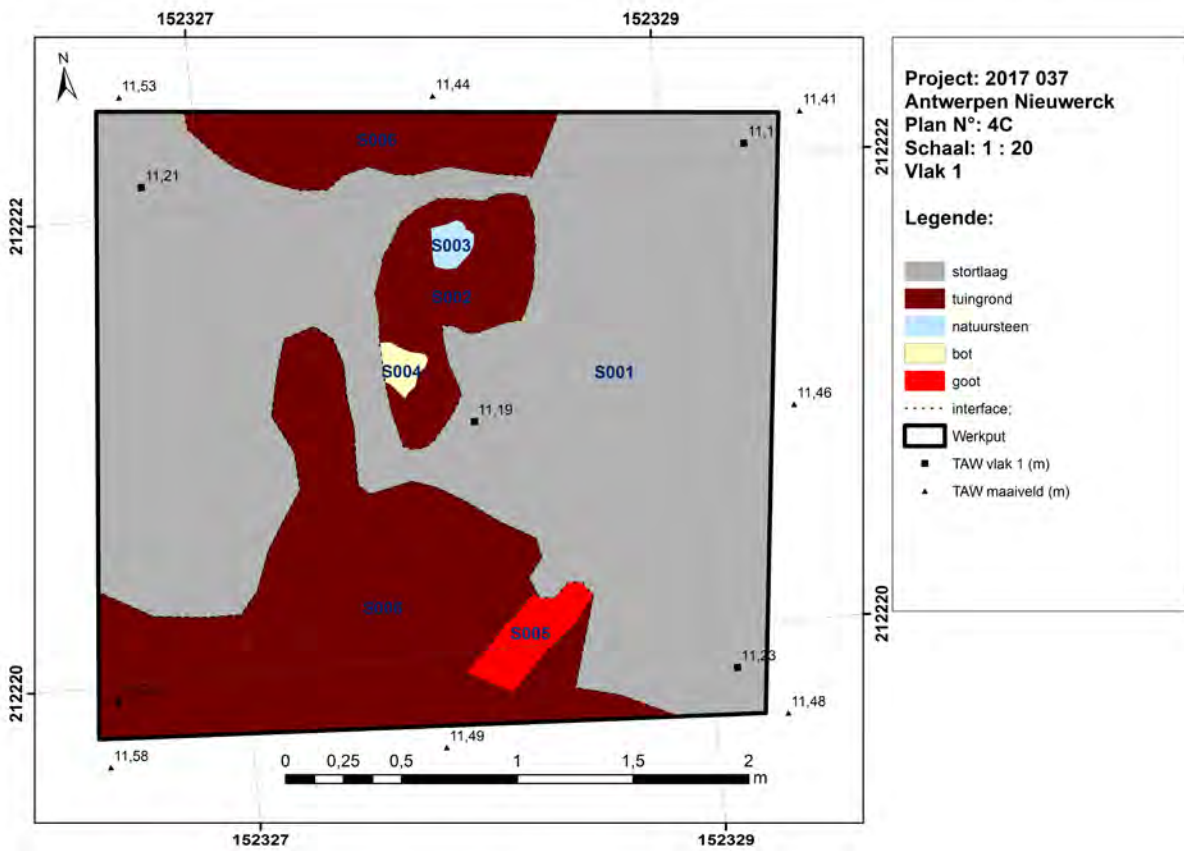 152327
152329
N
11,53
11,44
11,41
S006
11,1
212222
11,21
212222
S003
S002
S004
S001
11,46
11,19
S006
212220
S005
11,23
212220
11,48
11,49
11,58
0
0,25
0,5
1
1,5
2
m
152327
152329
Project: 2017 037
Antwerpen Nieuwerck
Plan N°: 4C
Schaal: 1 : 20
Vlak 1
Legende:
stortlaag
tuingrond
natuursteen
bot
goot
interface;
Werkput
TAW vlak 1 (m)
TAW maaiveld (m)